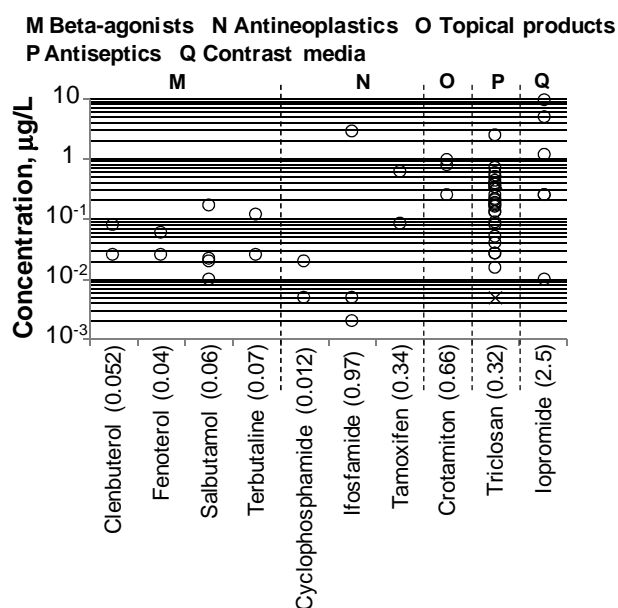 M Beta-agonists N Antineoplastics O Topical products
P Antiseptics Q Contrast media
M N O P Q
Concentration, µg/L
10
1
10-1
10-2
10-3
Clenbuterol (0.052)
Fenoterol (0.04)
Salbutamol (0.06)
Terbutaline (0.07)
Cyclophosphamide (0.012)
Ifosfamide (0.97)
Tamoxifen (0.34)
Crotamiton (0.66)
Triclosan (0.32)
Iopromide (2.5)